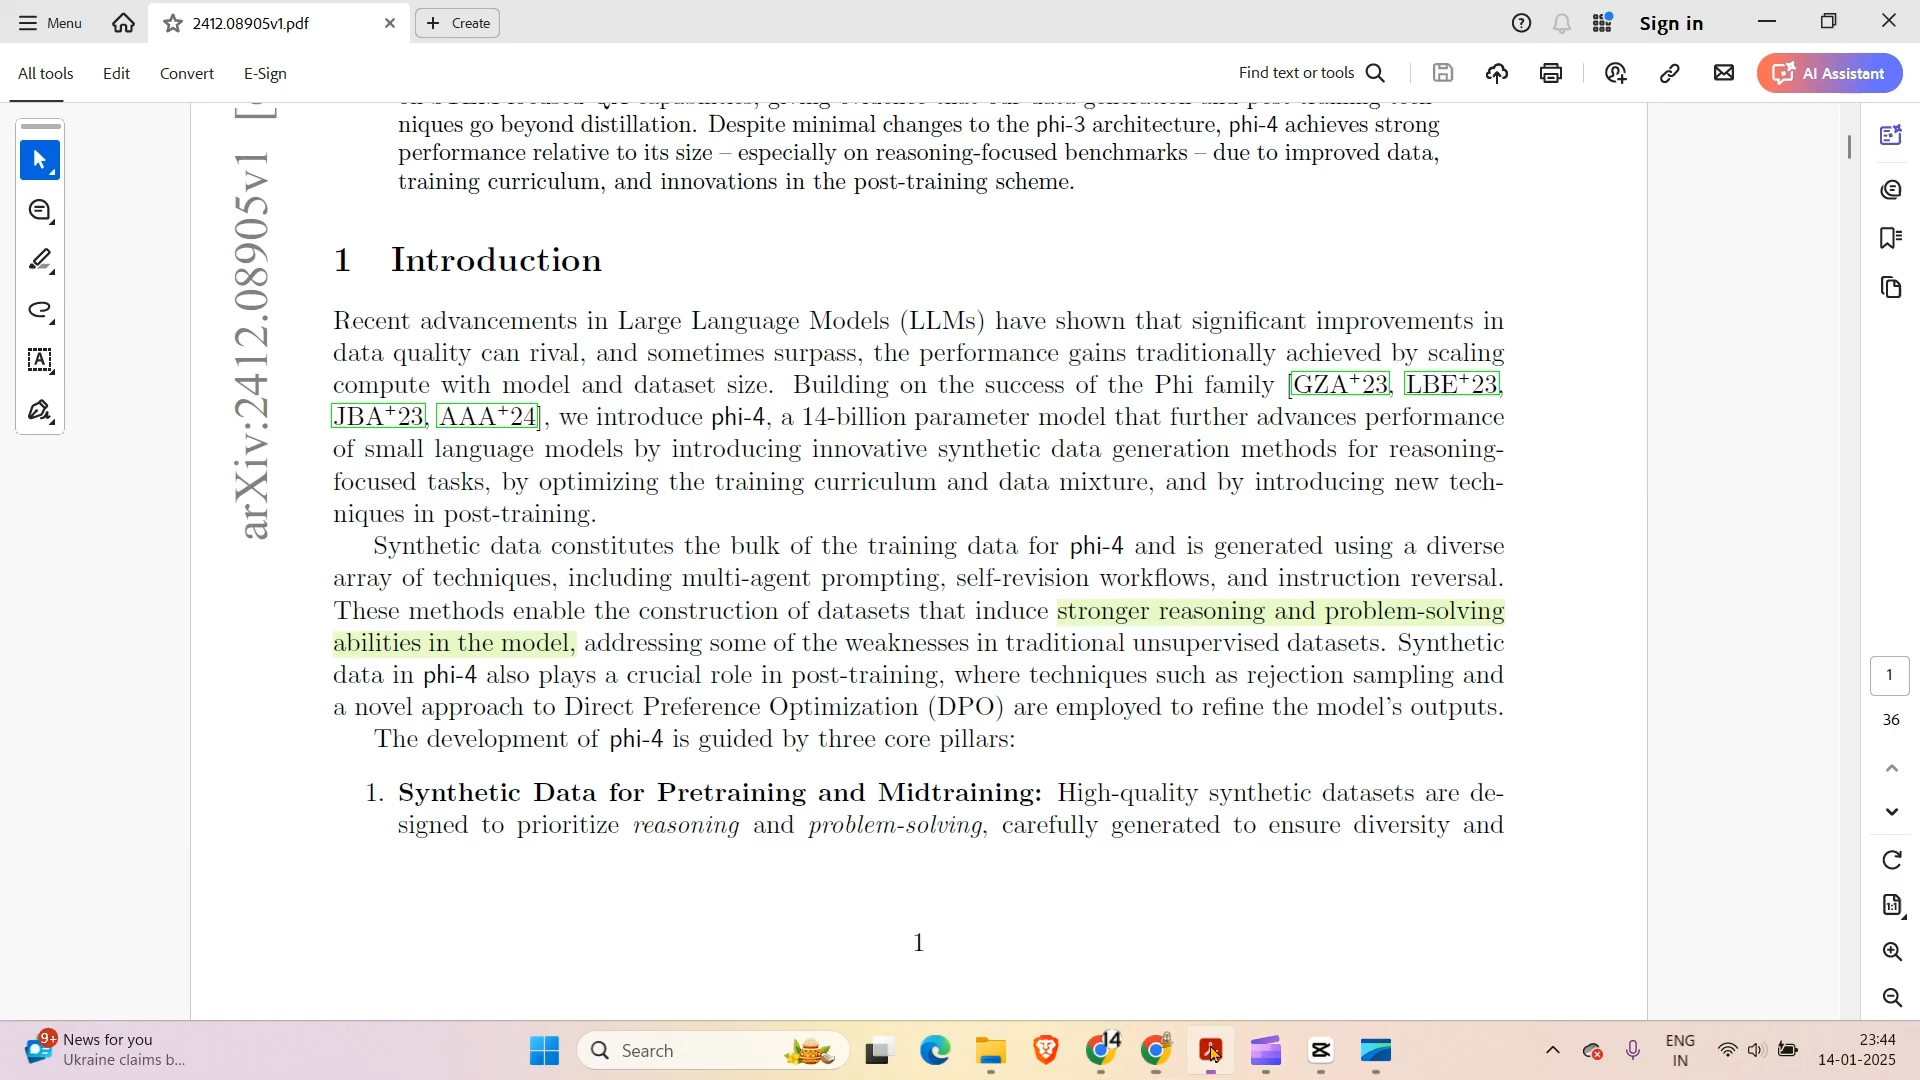 Menu
2412.08905v1.pdf
Create
Sign in
All tools
Edit
Convert
E-Sign
Find text or tools
AI Assistant
niques go beyond distillation. Despite minimal changes to the phi-3 architecture, phi-4 achieves strong
performance relative to its size – especially on reasoning-focused benchmarks – due to improved data,
training curriculum, and innovations in the post-training scheme.
arXiv:2412.08905v1
1 Introduction
Recent advancements in Large Language Models (LLMs) have shown that significant improvements in
data quality can rival, and sometimes surpass, the performance gains traditionally achieved by scaling
compute with model and dataset size. Building on the success of the Phi family [GZA+23, LBE+23,
JBA+23, AAA+24], we introduce phi-4, a 14-billion parameter model that further advances performance
of small language models by introducing innovative synthetic data generation methods for reasoning-
focused tasks, by optimizing the training curriculum and data mixture, and by introducing new tech-
niques in post-training.
Synthetic data constitutes the bulk of the training data for phi-4 and is generated using a diverse
array of techniques, including multi-agent prompting, self-revision workflows, and instruction reversal.
These methods enable the construction of datasets that induce stronger reasoning and problem-solving
abilities in the model, addressing some of the weaknesses in traditional unsupervised datasets. Synthetic
data in phi-4 also plays a crucial role in post-training, where techniques such as rejection sampling and
a novel approach to Direct Preference Optimization (DPO) are employed to refine the model's outputs.
The development of phi-4 is guided by three core pillars:
1. Synthetic Data for Pretraining and Midtraining: High-quality synthetic datasets are de-
signed to prioritize reasoning and problem-solving, carefully generated to ensure diversity and
1
1
36
9+
News for you
Ukraine claims b...
Search
14
ENG
IN
23:44
14-01-2025